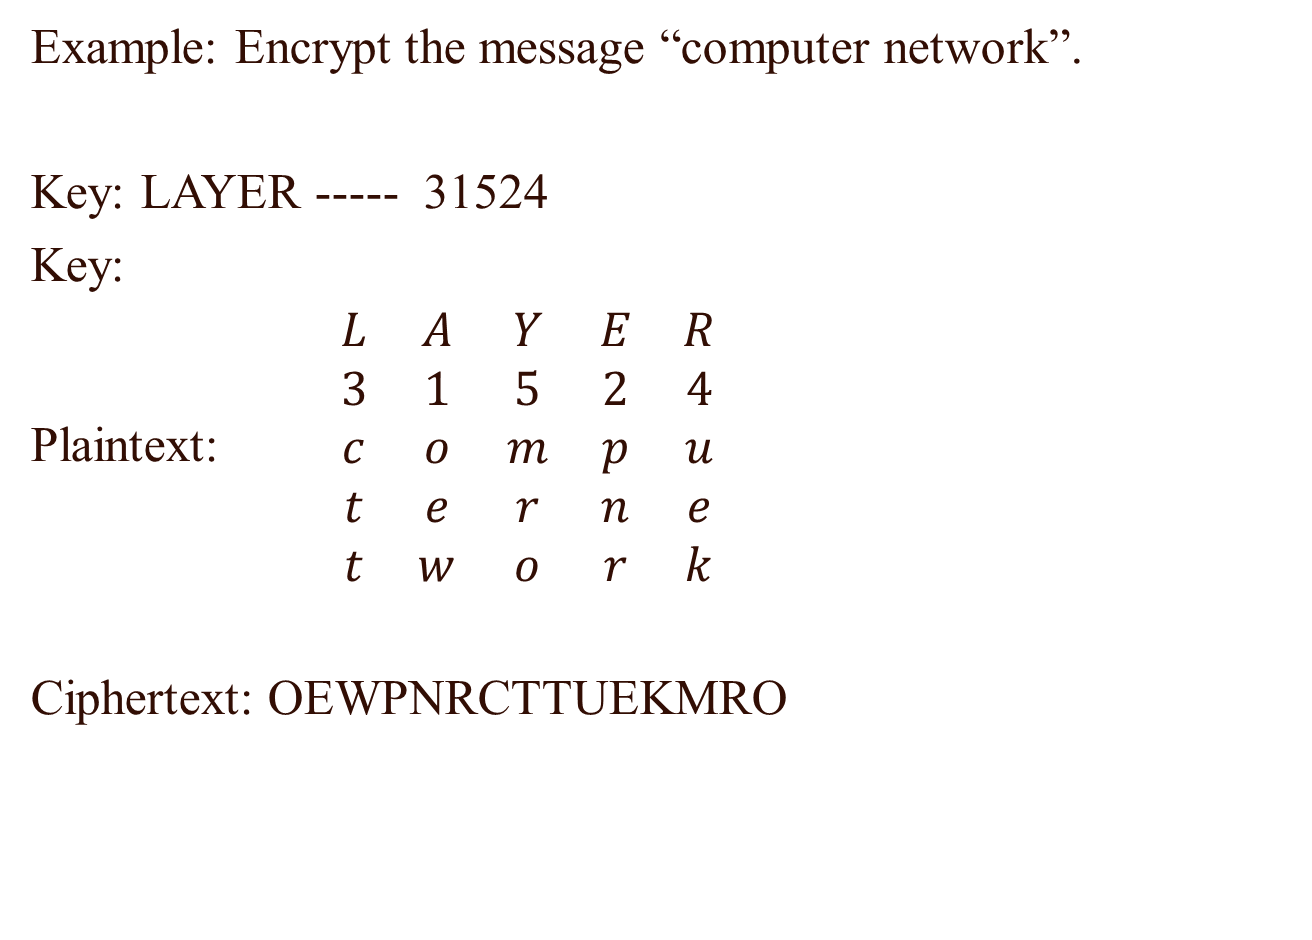 Example: Encrypt the message “computer network”.
Key: LAYER ----- 31524
Key:
L A Y E R
3 1 5 2 4
Plaintext: c o m p u
t e r n e
t w o r k
Ciphertext: OEWPNRCTTUEKMRO